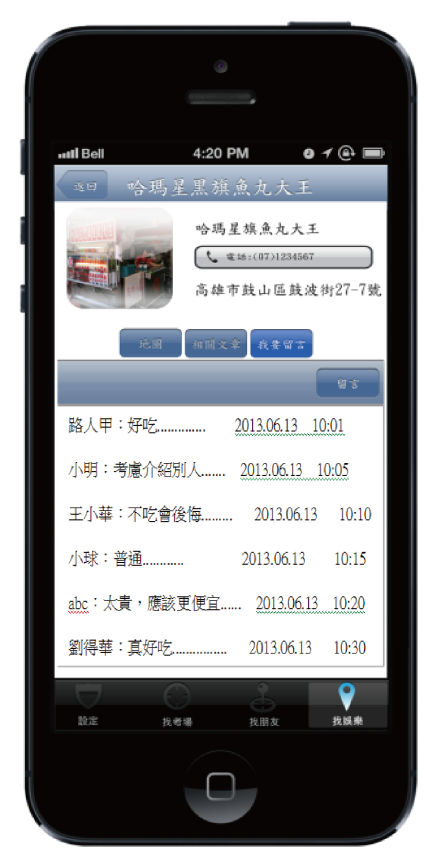 Bell 4:20 PM
返回 哈瑪星黑旗魚丸大王
哈瑪星旗魚丸大王
電話:(07)1234567
高雄市鼓山區鼓波街27-7號
地圖 相關文章 我要留言
留言
路人甲：好吃............. 2013.06.13 10:01
小明：考慮介紹別人...... 2013.06.13 10:05
王小華：不吃會後悔........ 2013.06.13 10:10
小球：普通........... 2013.06.13 10:15
abc：太貴，應該更便宜..... 2013.06.13 10:20
劉得華：真好吃............... 2013.06.13 10:30
設定 找考場 找朋友 找娛樂